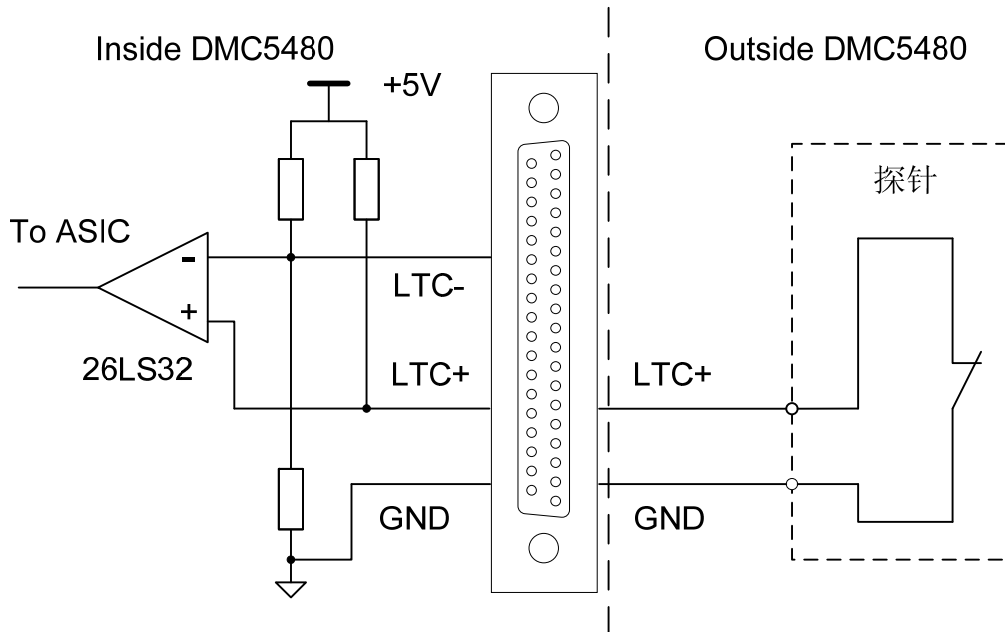 Inside DMC5480
Outside DMC5480
+5V
探针
To ASIC
-
LTC-
+
26LS32
LTC+
LTC+
GND
GND